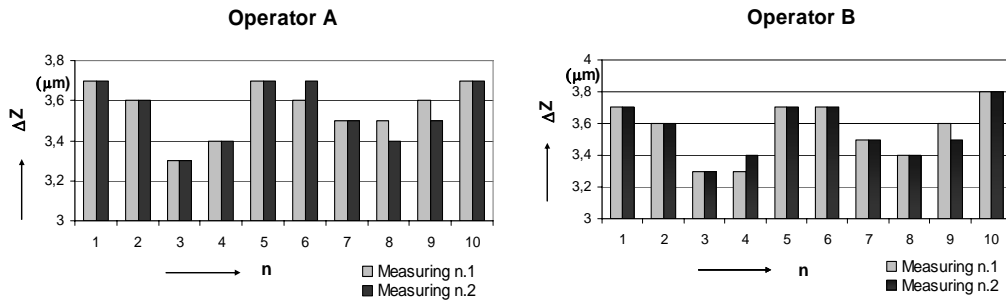 Operator A
3,8
(μm)
3,6
3,4
3,2
3
ΔZ
1 2 3 4 5 6 7 8 9 10
n
Measuring n.1
Measuring n.2
Operator B
4
(μm)
3,8
3,6
3,4
3,2
3
ΔZ
1 2 3 4 5 6 7 8 9 10
n
Measuring n.1
Measuring n.2